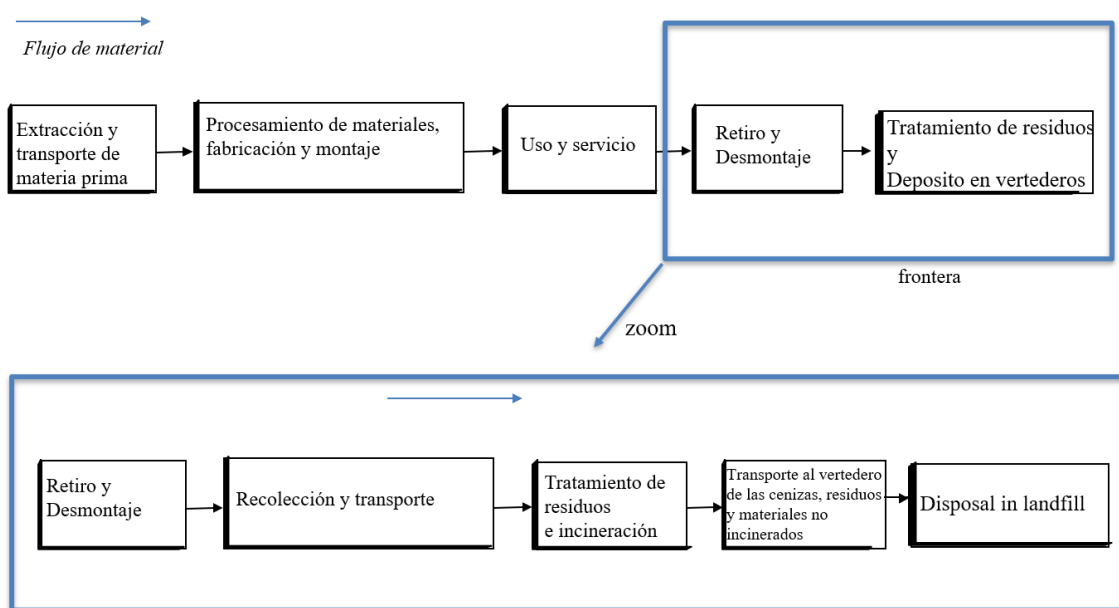 Flujo de material
Extracción y
transporte de
materia prima
Procesamiento de materiales,
fabricación y montaje
Uso y servicio
Retiro y
Desmontaje
Tratamiento de residuos
y
Deposito en vertederos
frontera
zoom
Retiro y
Desmontaje
Recolección y transporte
Tratamiento de
residuos
e incineración
Transporte al vertedero
de las cenizas, residuos
y materiales no
incinerados
Disposal in landfill